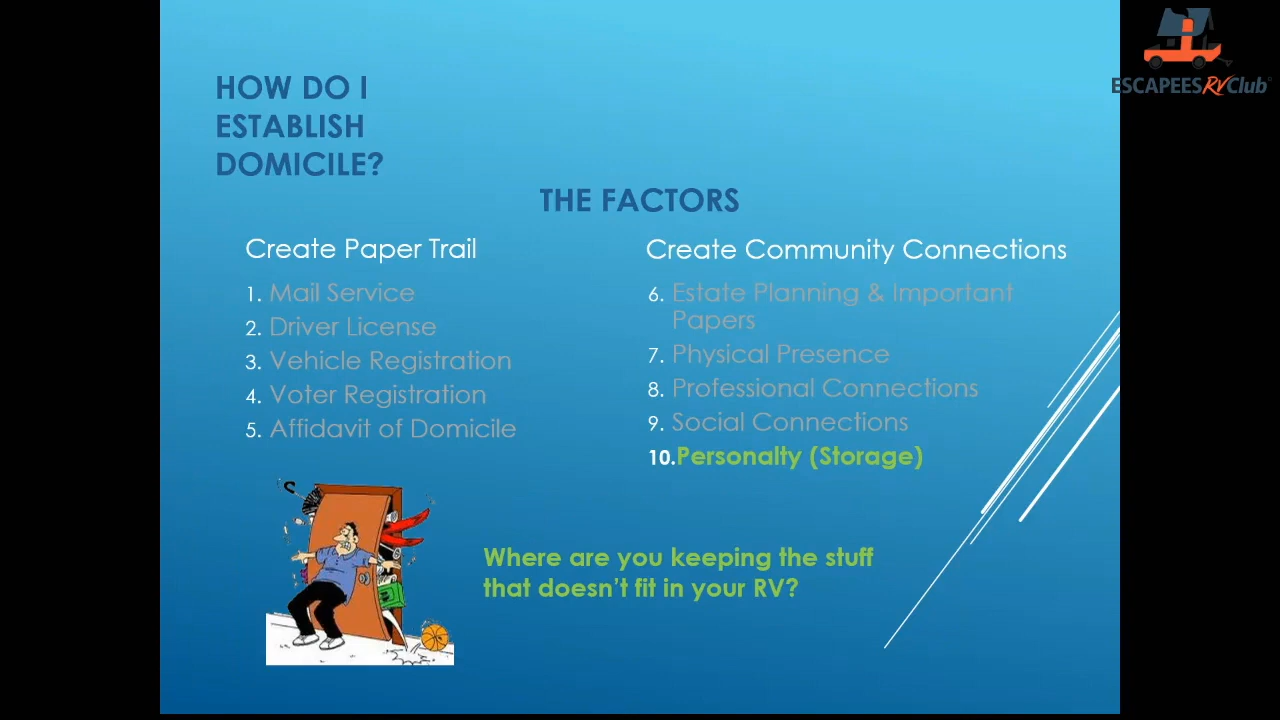 ESCAPEES RV Club
HOW DO I
ESTABLISH
DOMICILE?
THE FACTORS
Create Paper Trail
1. Mail Service
2. Driver License
3. Vehicle Registration
4. Voter Registration
5. Affidavit of Domicile
Create Community Connections
6. Estate Planning & Important
Papers
7. Physical Presence
8. Professional Connections
9. Social Connections
10.Personalty (Storage)
Where are you keeping the stuff
that doesn't fit in your RV?